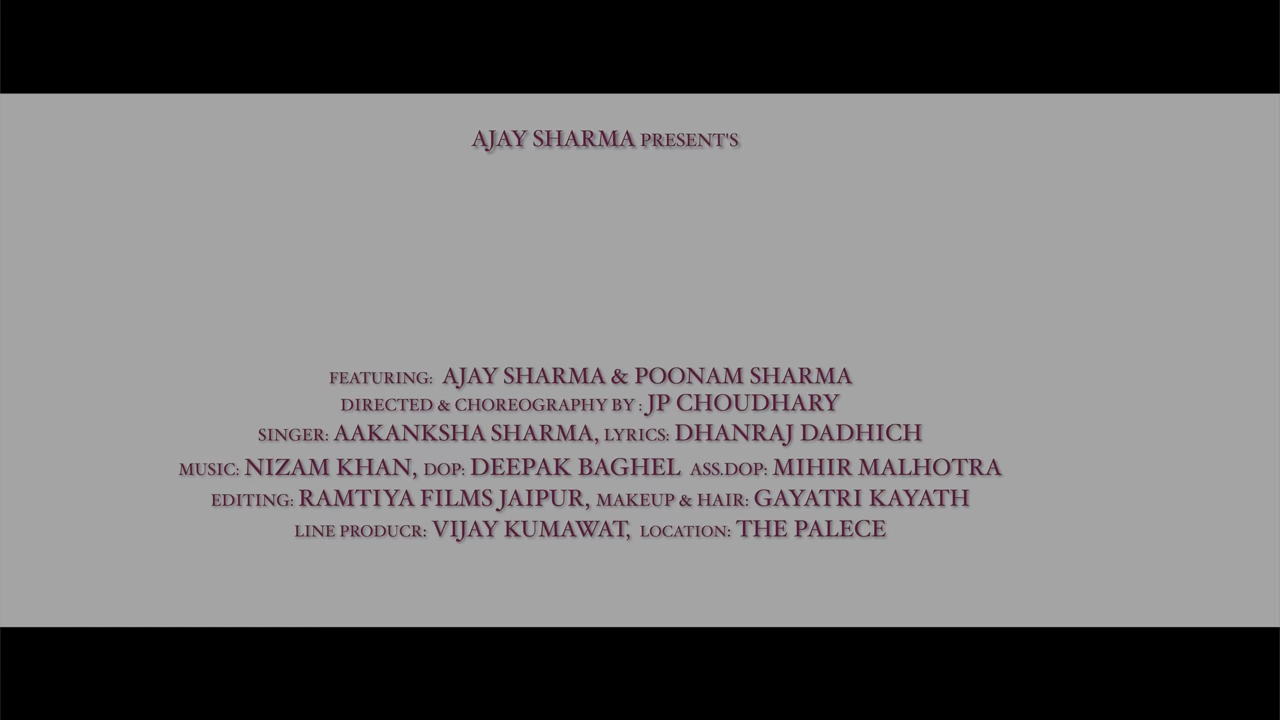 AJAY SHARMA PRESENT'S
FEATURING: AJAY SHARMA & POONAM SHARMA
DIRECTED & CHOREOGRAPHY BY : JP CHOUDHARY
SINGER: AAKANKSHA SHARMA, LYRICS: DHANRAJ DADHICH
MUSIC: NIZAM KHAN, DOP: DEEPAK BAGHEL ASS.DOP: MIHIR MALHOTRA
EDITING: RAMTIYA FILMS JAIPUR, MAKEUP & HAIR: GAYATRI KAYATH
LINE PRODUCR: VIJAY KUMAWAT, LOCATION: THE PALECE